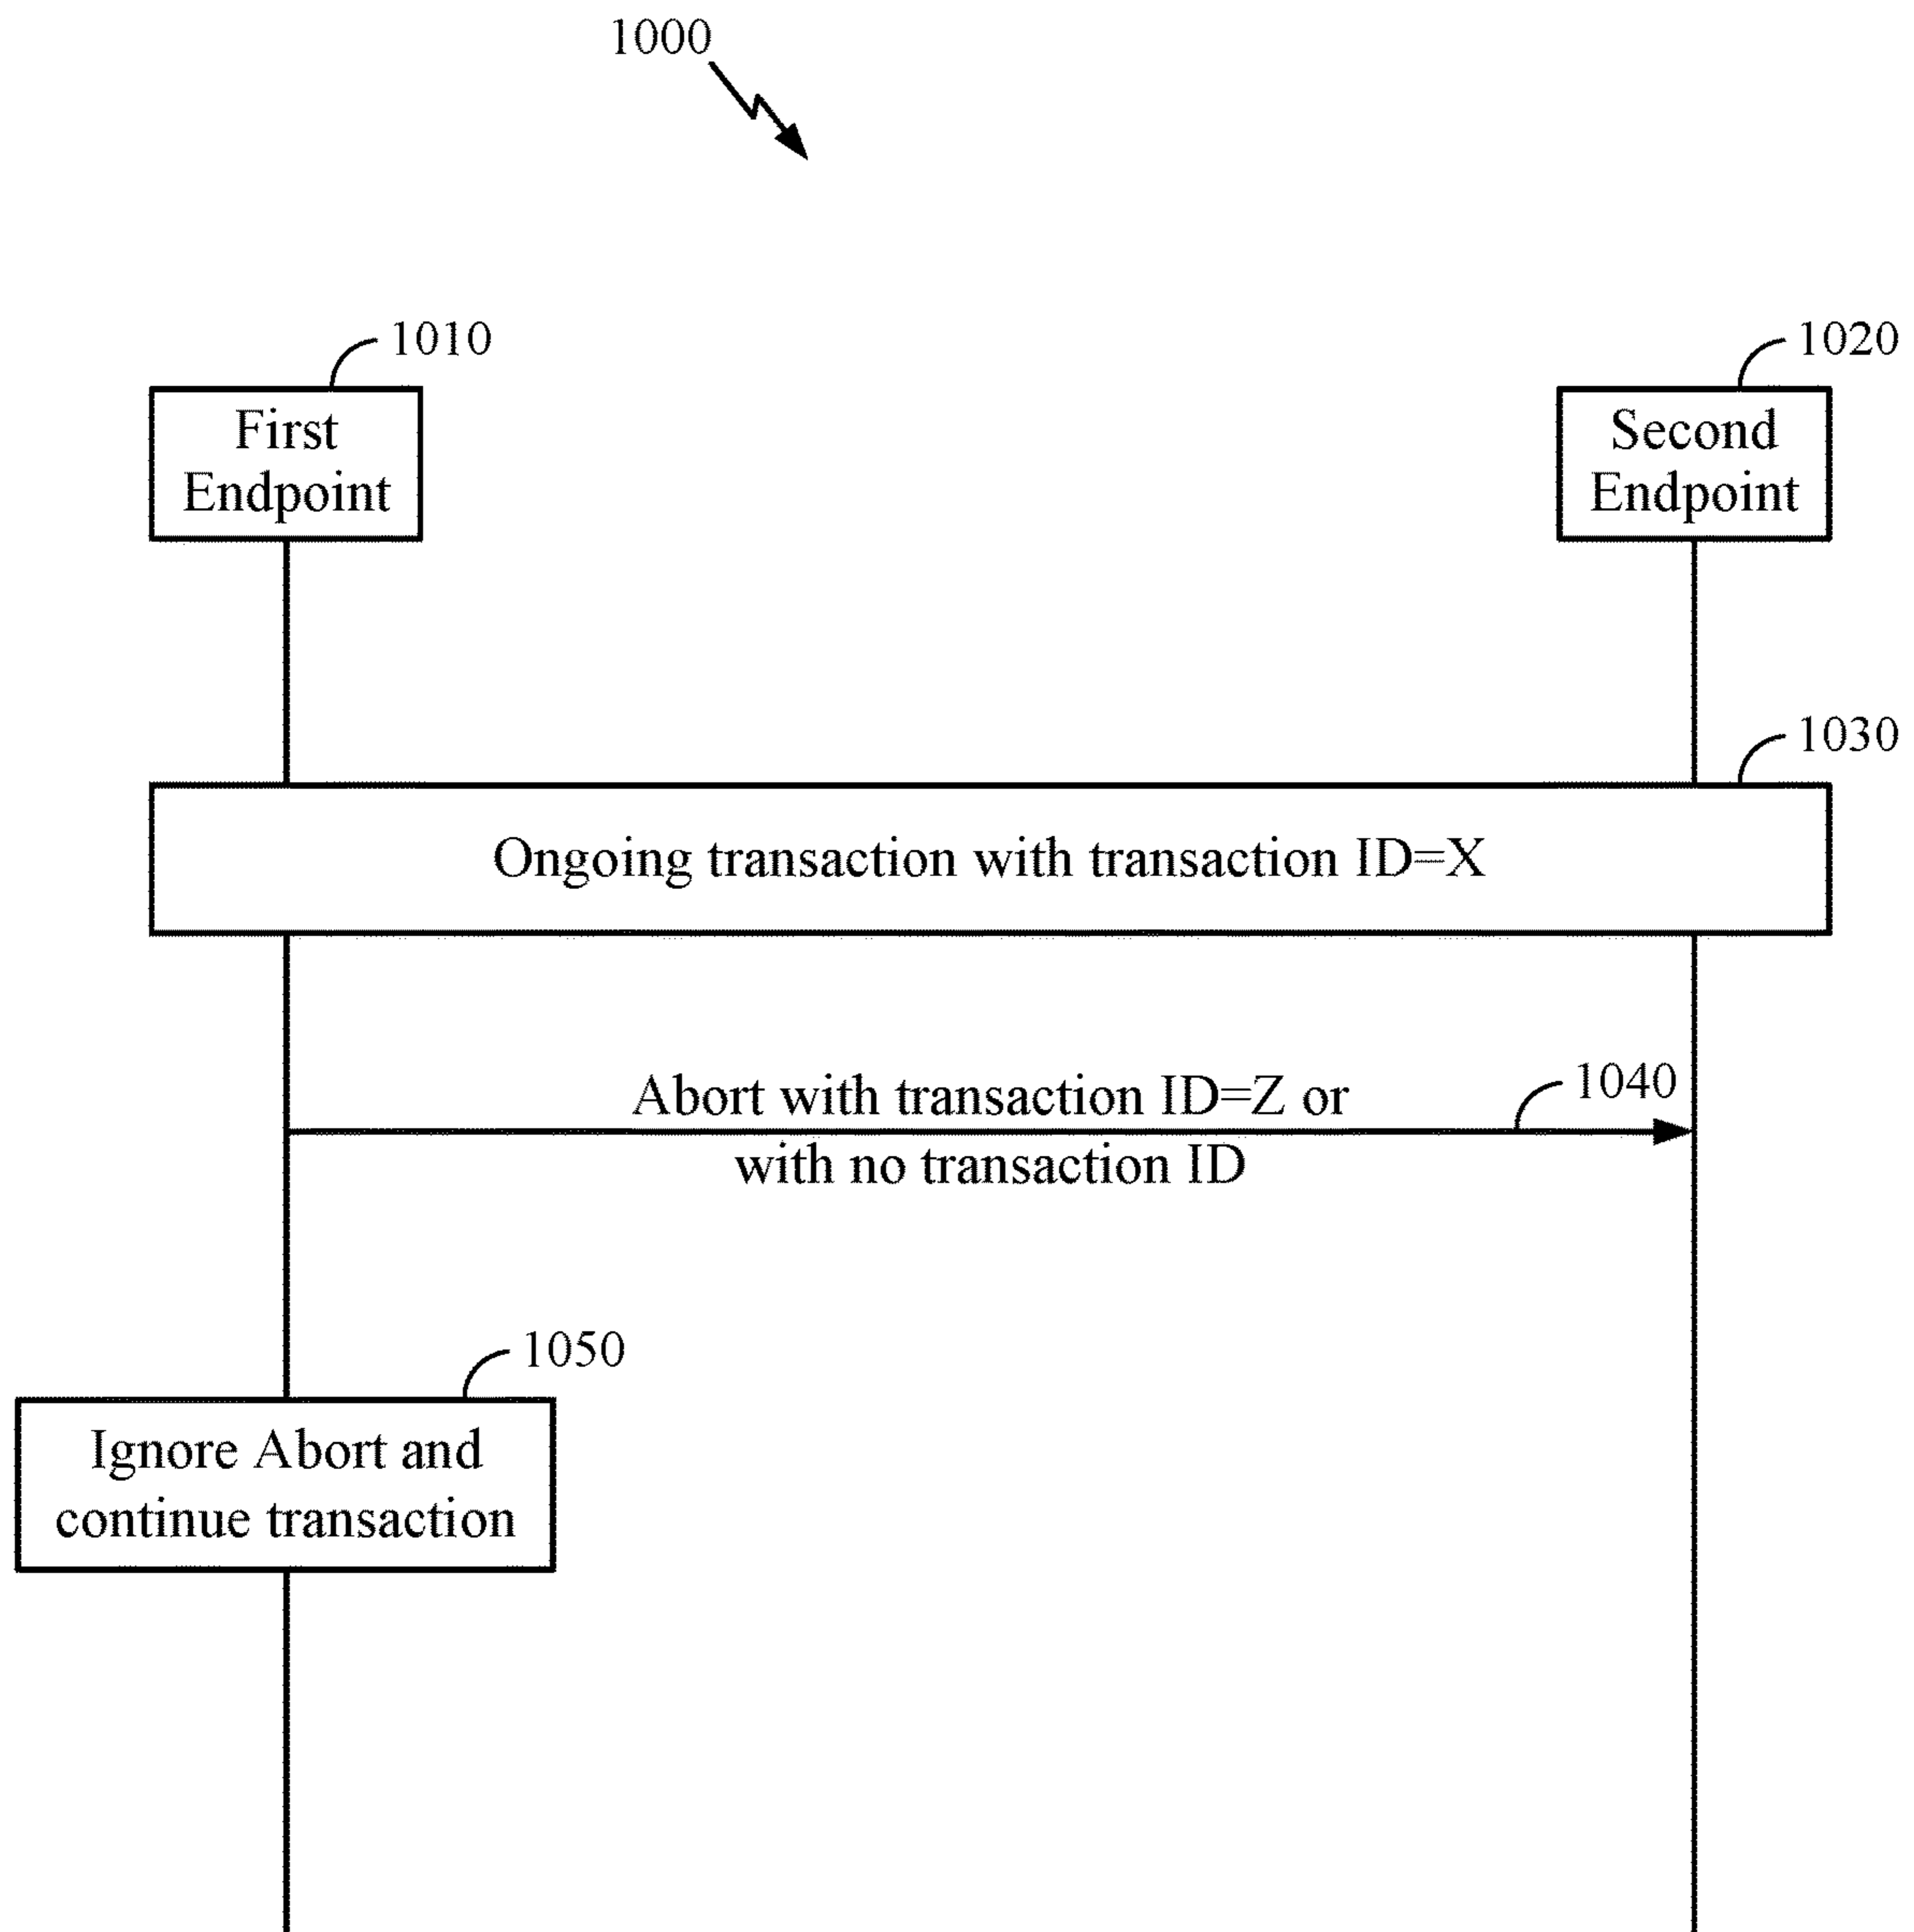 1000
1010
1020
First
Endpoint
Second
Endpoint
1030
Ongoing transaction with transaction ID=X
Abort with transaction ID=Z or
1040
with no transaction ID
1050
Ignore Abort and
continue transaction